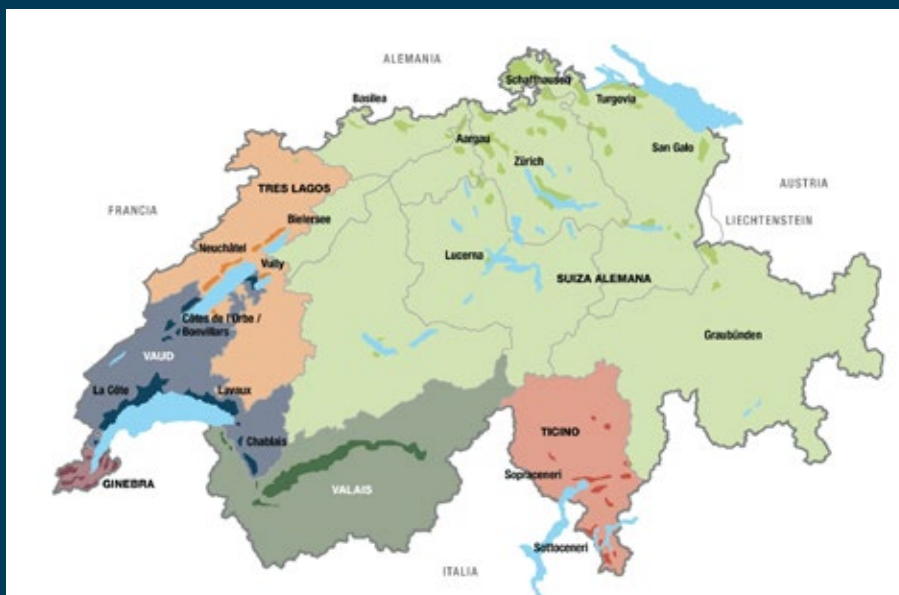 ALEMANIA
Schaffhausen
Basilea
Turgovia
Aargau
Zürich
San Galo
AUSTRIA
TRES LAGOS
FRANCIA
Bielersee
LIECHTENSTEIN
Neuchâtel
Vully
Lucerna
SUIZA ALEMANA
Côtes de l'Orbe /
Bonvillars
Graubünden
VAUD
La Côte
Lavaux
TICINO
Chablais
Sopraceneri
GINEBRA
VALAIS
Sottoceneri
ITALIA